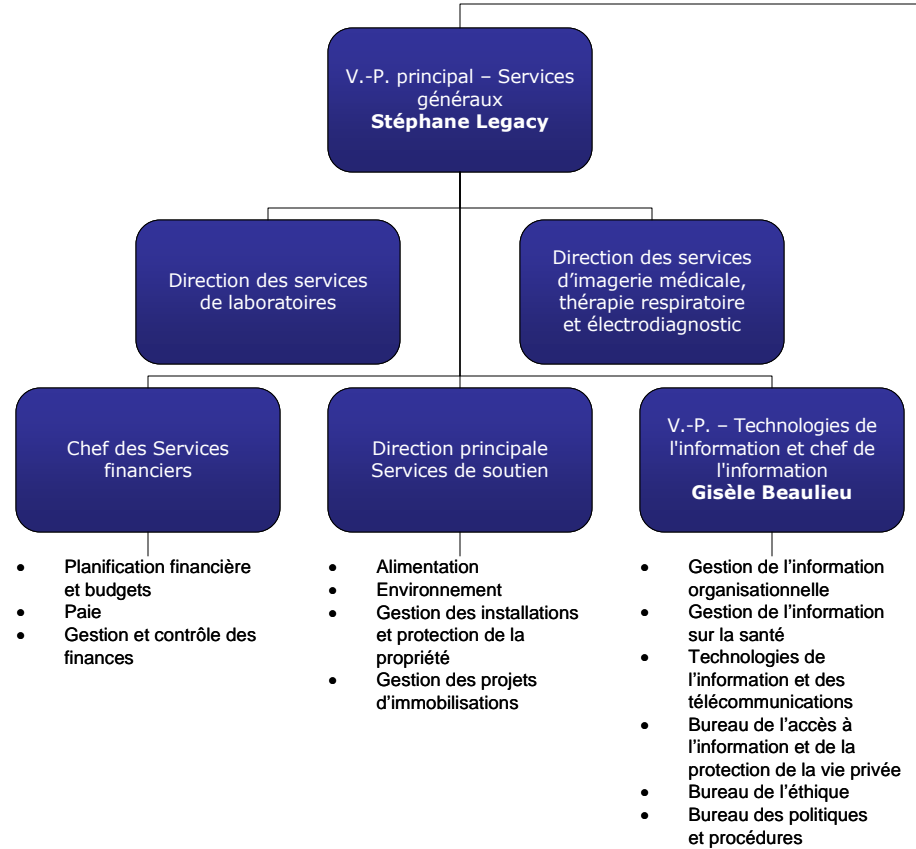 V.-P. principal – Services
généraux
Stéphane Legacy
Direction des services
de laboratoires
Direction des services
d'imagerie médicale,
thérapie respiratoire
et électrodiagnostic
Chef des Services
financiers
Direction principale
Services de soutien
V.-P. – Technologies de
l'information et chef de
l'information
Gisèle Beaulieu
• Planification financière
et budgets
• Paie
• Gestion et contrôle des
finances
• Alimentation
• Environnement
• Gestion des installations
et protection de la
propriété
• Gestion des projets
d'immobilisations
• Gestion de l'information
organisationnelle
• Gestion de l'information
sur la santé
• Technologies de
l'information et des
télécommunications
• Bureau de l'accès à
l'information et de la
protection de la vie privée
• Bureau de l'éthique
• Bureau des politiques
et procédures